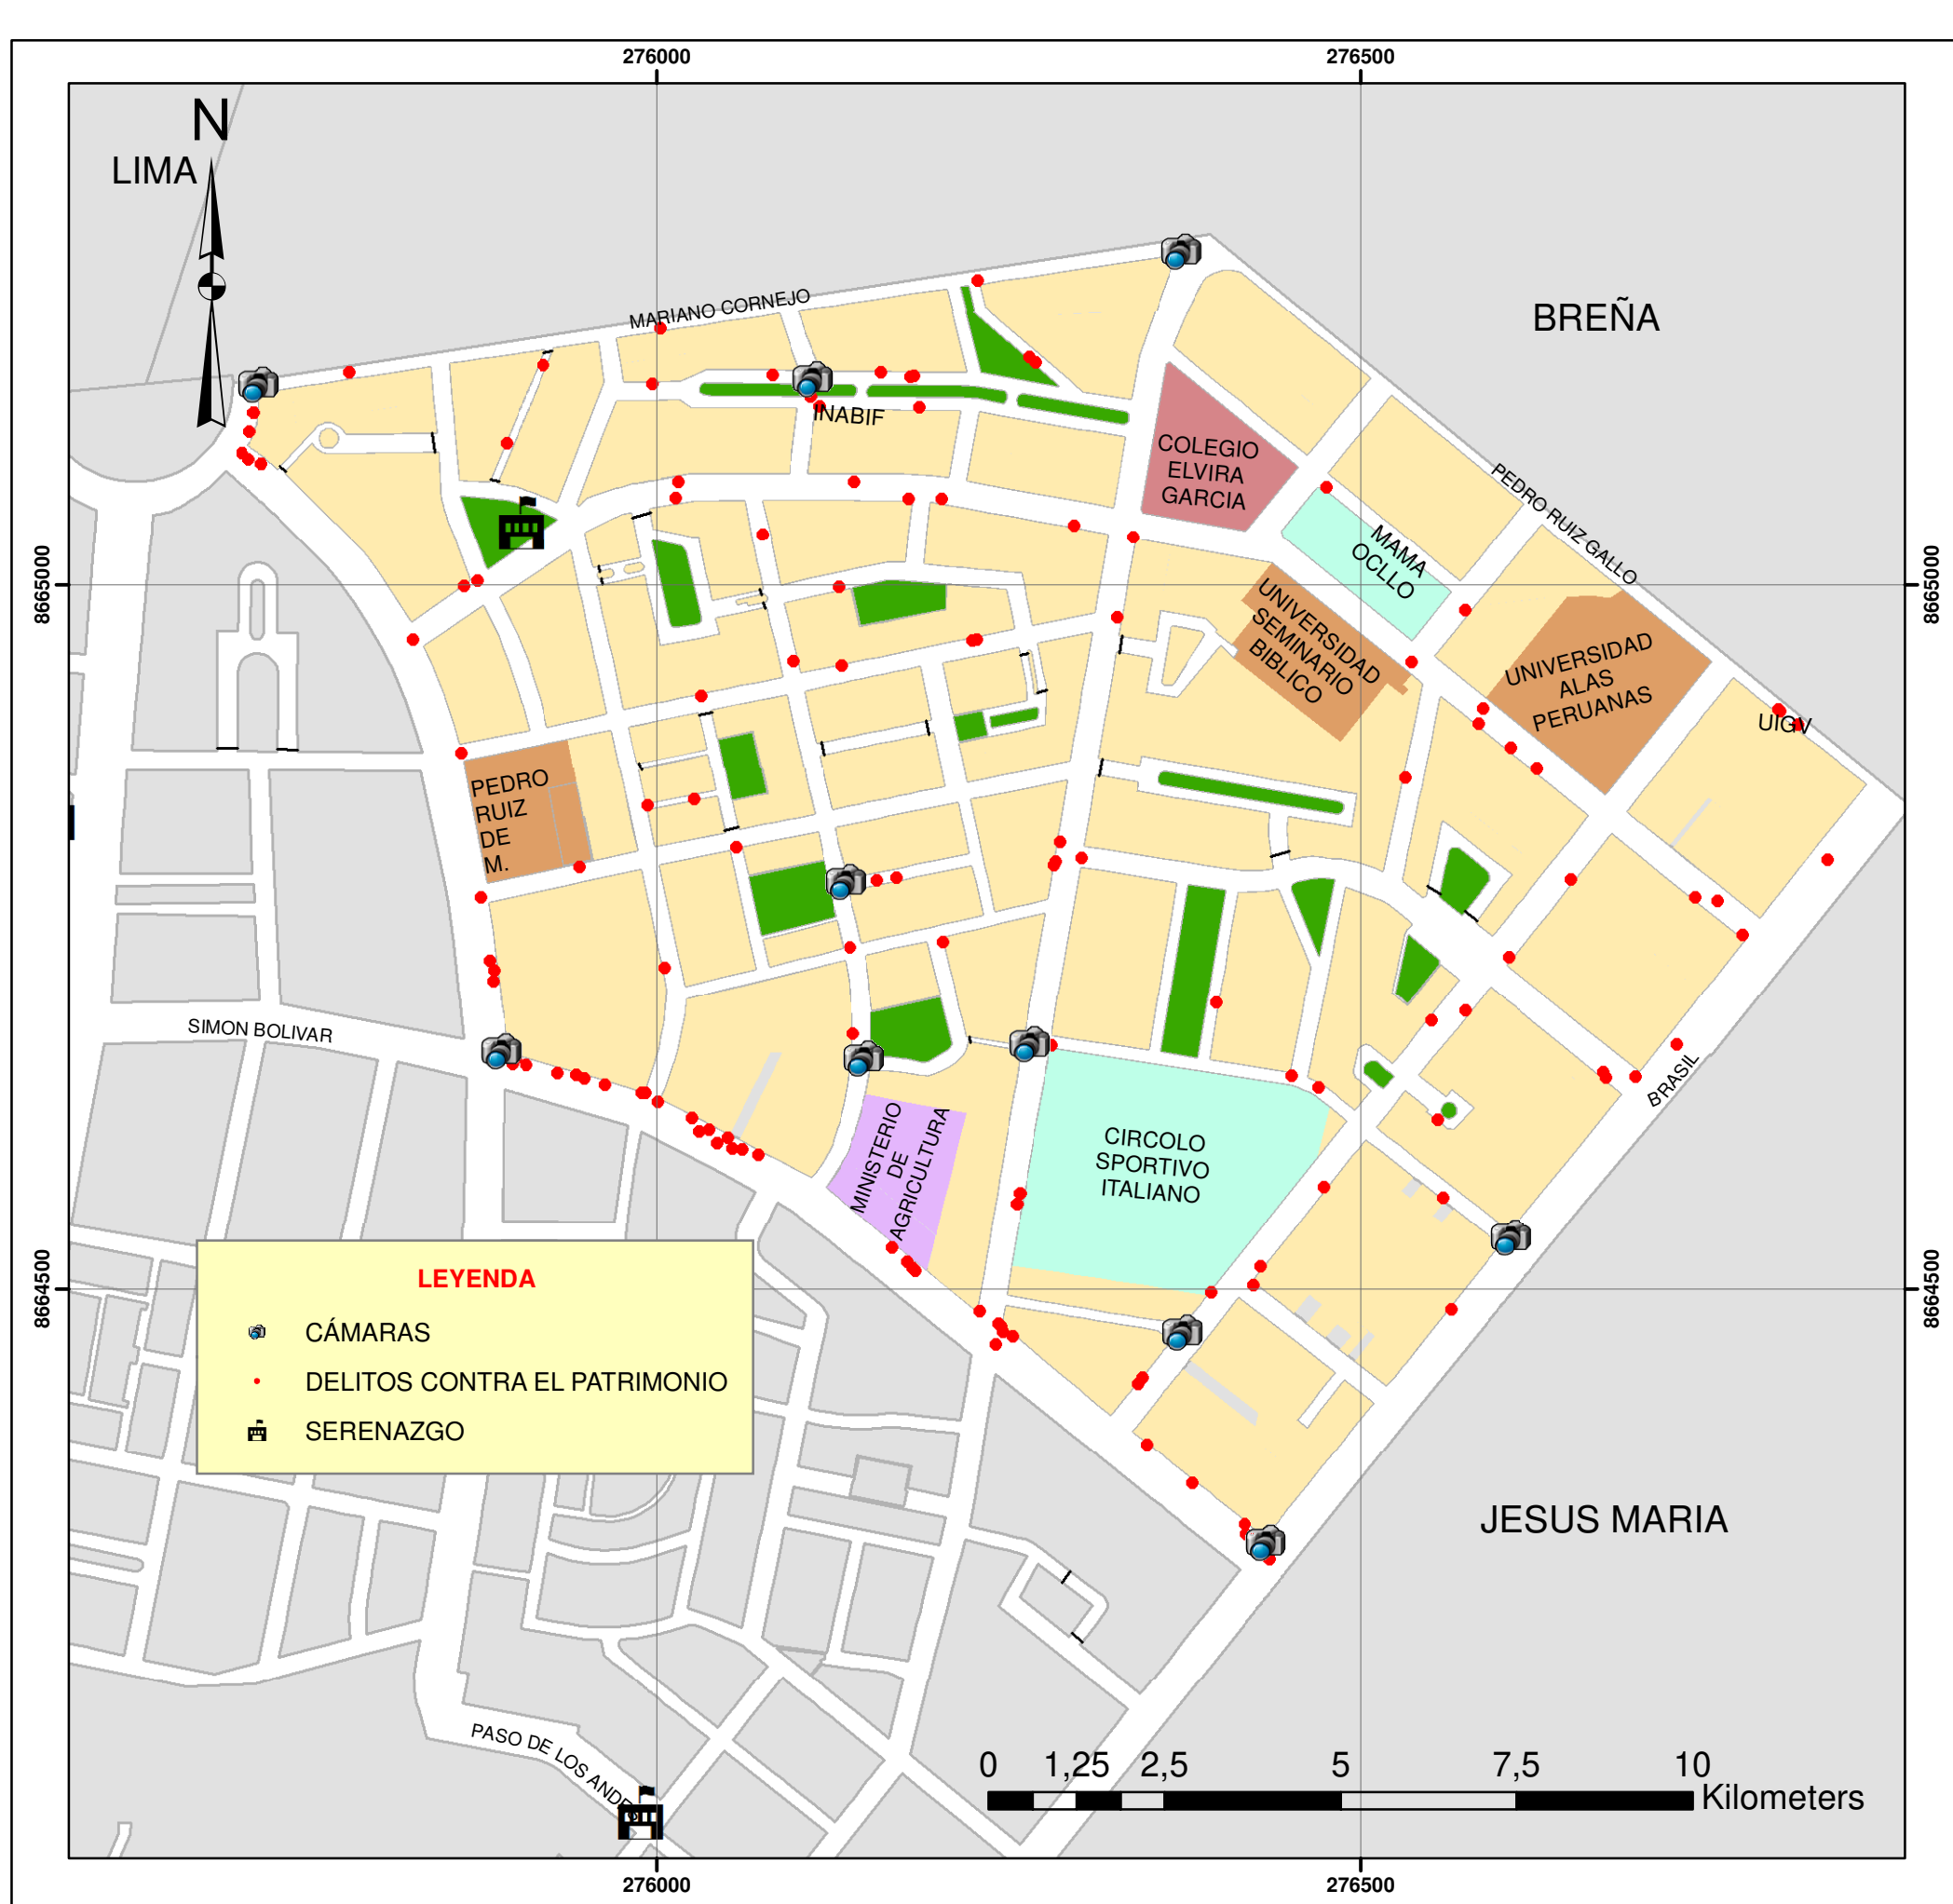 276000
276500
N
LIMA
BREÑA
MARIANO CORNEJO
INABIF
COLEGIO
ELVIRA
GARCIA
PEDRO RUIZ GALLO
MAMA
OCLLO
8665000
8665000
UNIVERSIDAD
SEMINARIO
BIBLICO
UNIVERSIDAD
ALAS
PERUANAS
UIGV
PEDRO
RUIZ
DE
M.
SIMON BOLIVAR
BRASIL
MINISTERIO
DE
AGRICULTURA
CIRCOLO
SPORTIVO
ITALIANO
8664500
8664500
LEYENDA
CÁMARAS
DELITOS CONTRA EL PATRIMONIO
SERENAZGO
JESUS MARIA
PASO DE LOS
0 1,25 2,5 5 7,5 10
Kilometers
276000
276500